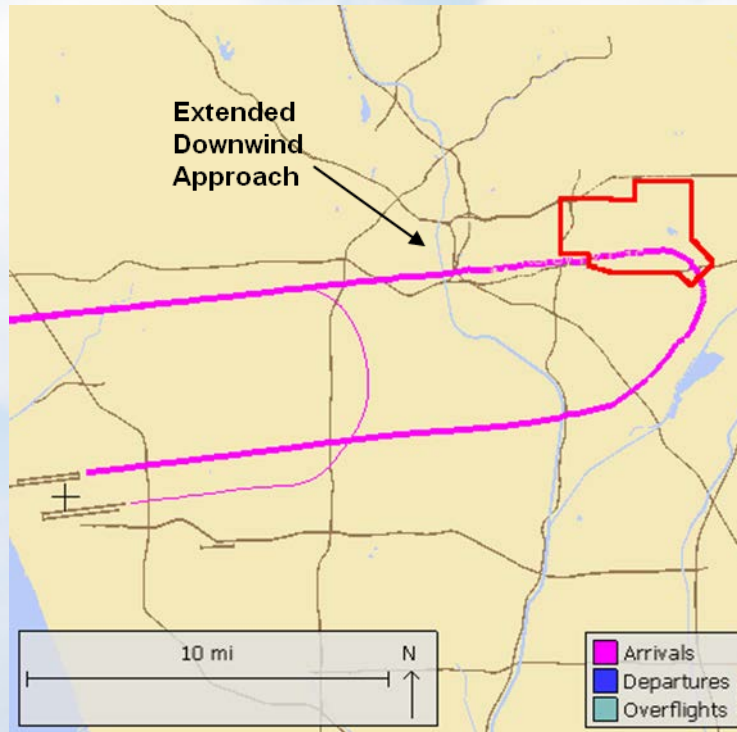 Extended
Downwind
Approach
10 mi
N
Arrivals
Departures
Overflights